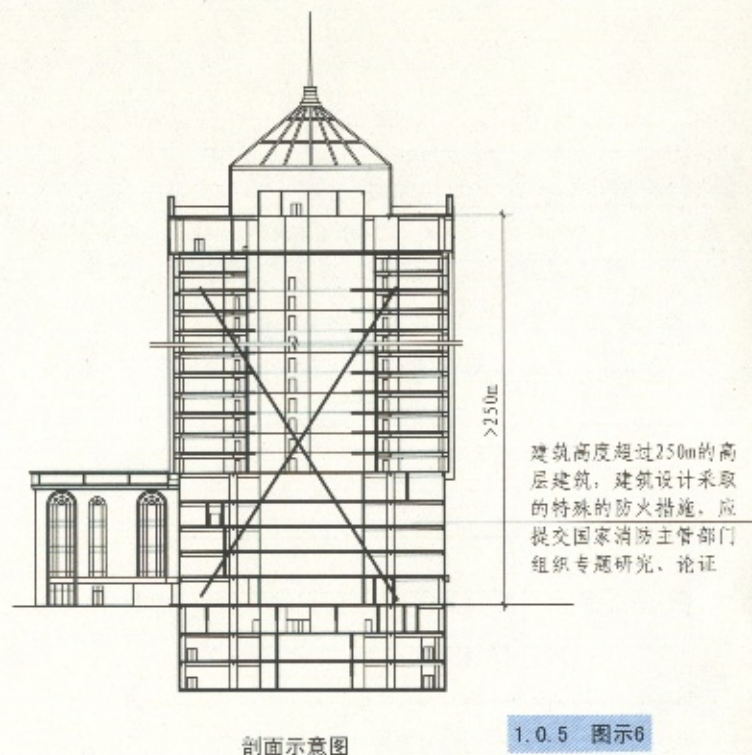 >250m
建筑高度超过250m的高
层建筑，建筑设计采取
的特殊的防火措施，应
提交国家消防主管部门
组织专题研究、论证
剖面示意图
1.0.5 图示6